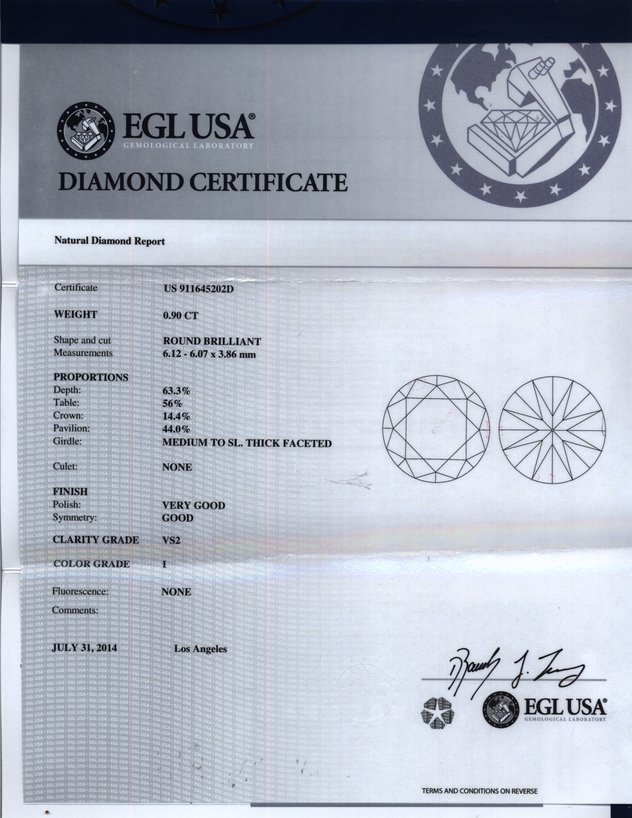 EGL USA®
GEMOLOGICAL LABORATORY
DIAMOND CERTIFICATE
Natural Diamond Report
Certificate US 911645202D
WEIGHT 0.90 CT
Shape and cut ROUND BRILLIANT
Measurements 6.12 - 6.07 x 3.86 mm
PROPORTIONS
Depth: 63.3%
Table: 56%
Crown: 14.4%
Pavilion: 44.0%
Girdle: MEDIUM TO SL. THICK FACETED
Culet: NONE
FINISH
Polish: VERY GOOD
Symmetry: GOOD
CLARITY GRADE VS2
COLOR GRADE I
Fluorescence: NONE
Comments:
JULY 31, 2014 Los Angeles
EGL USA®
GEMOLOGICAL LABORATORY
TERMS AND CONDITIONS ON REVERSE